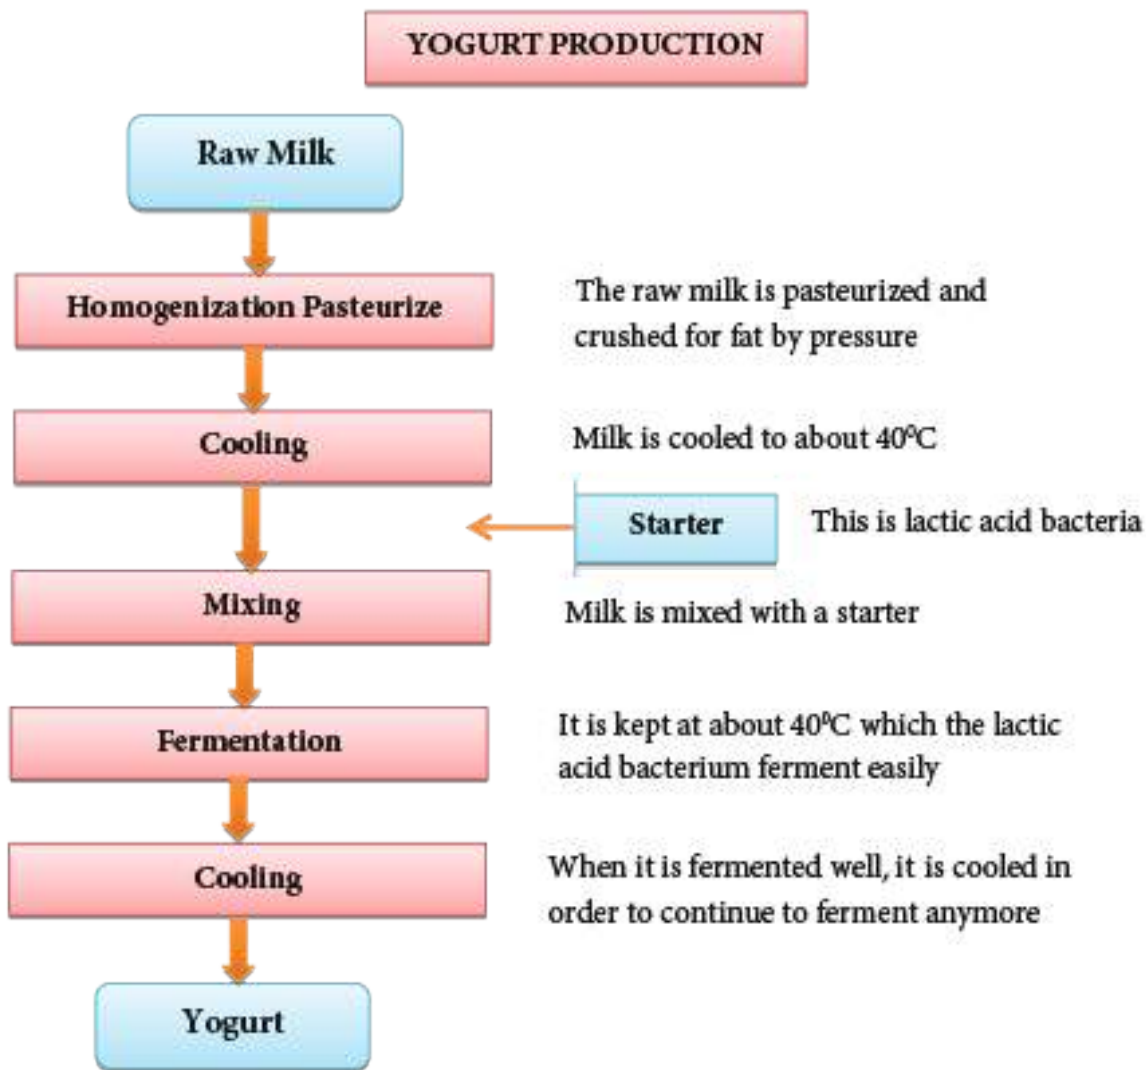 YOGURT PRODUCTION
Raw Milk
Homogenization Pasteurize
The raw milk is pasteurized and
crushed for fat by pressure
Cooling
Milk is cooled to about 40⁰C
Starter
This is lactic acid bacteria
Mixing
Milk is mixed with a starter
Fermentation
It is kept at about 40⁰C which the lactic
acid bacterium ferment easily
Cooling
When it is fermented well, it is cooled in
order to continue to ferment anymore
Yogurt